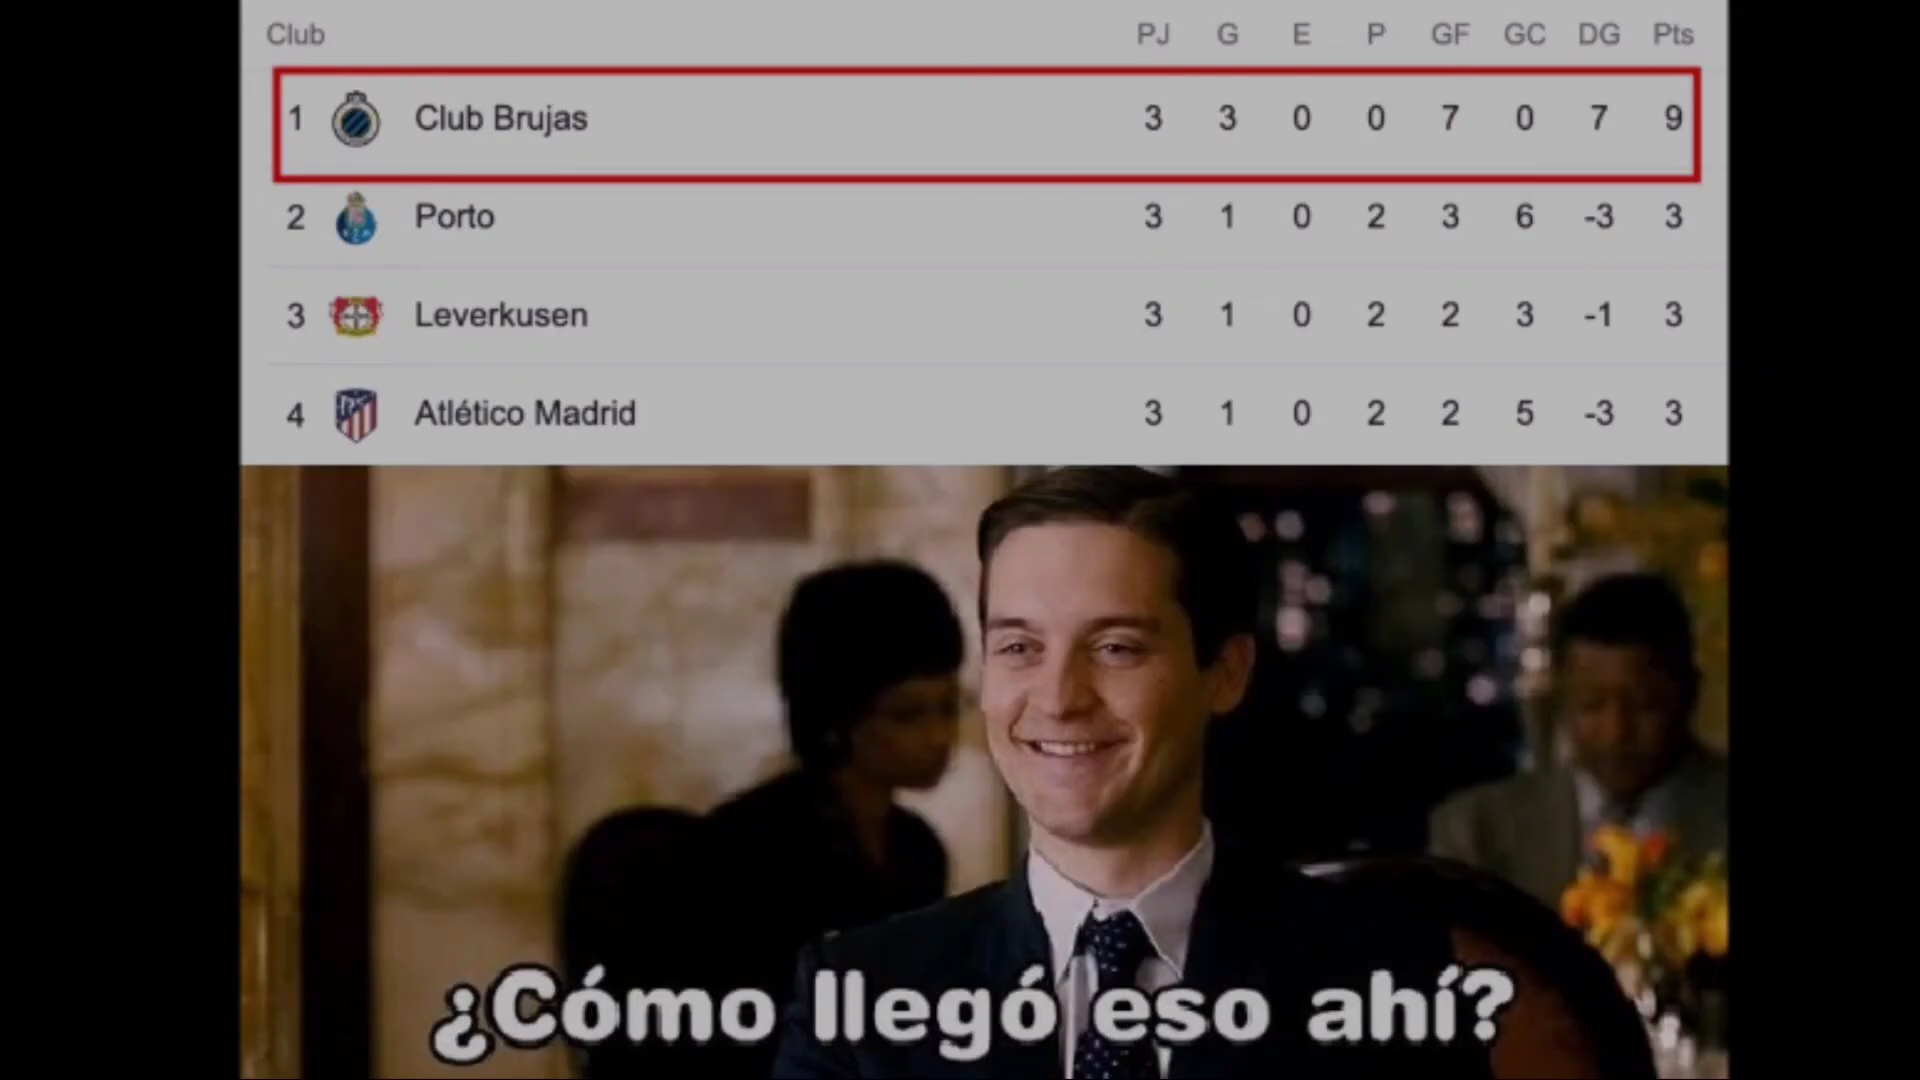 Club PJ G E P GF GC DG Pts
1 Club Brujas 3 3 0 0 7 0 7 9
2 Porto 3 1 0 2 3 6 -3 3
3 Leverkusen 3 1 0 2 2 3 -1 3
4 Atlético Madrid 3 1 0 2 2 5 -3 3
¿Cómo llegó eso ahí?